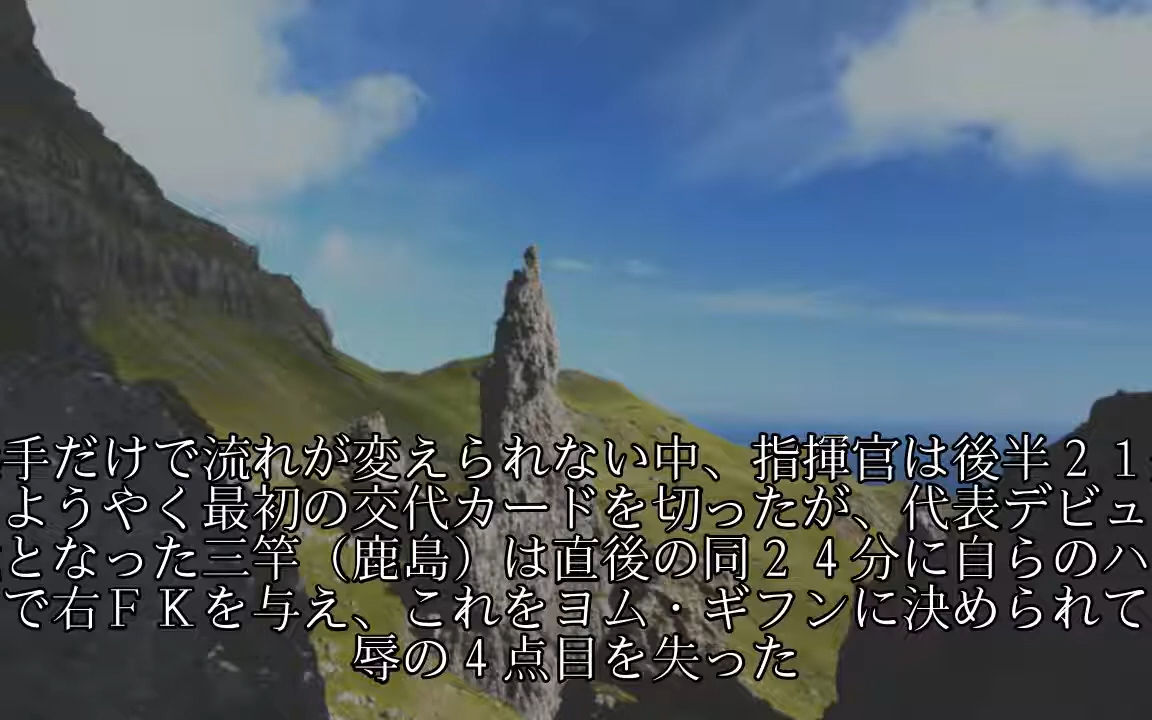 手だけで流れが変えられない中、指揮官は後半２１
ようやく最初の交代カードを切ったが、代表デビュ
となった三竿（鹿島）は直後の同２４分に自らのハ
で右ＦＫを与え、これをヨム・ギフンに決められて
辱の４点目を失った